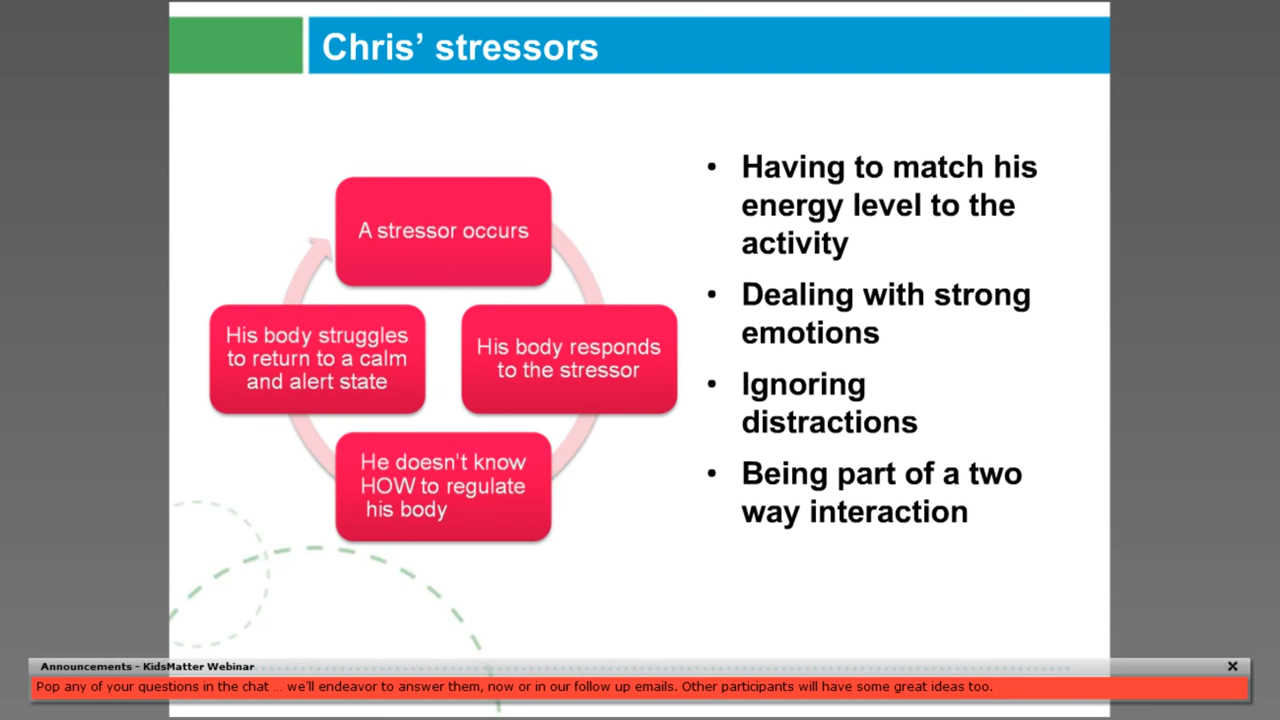 Chris’ stressors
A stressor occurs
His body responds
to the stressor
He doesn't know
HOW to regulate
his body
His body struggles
to return to a calm
and alert state
• Having to match his
energy level to the
activity
• Dealing with strong
emotions
• Ignoring
distractions
• Being part of a two
way interaction
Announcements - KidsMatter Webinar
Pop any of your questions in the chat ... we'll endeavor to answer them, now or in our follow up emails. Other participants will have some great ideas too.